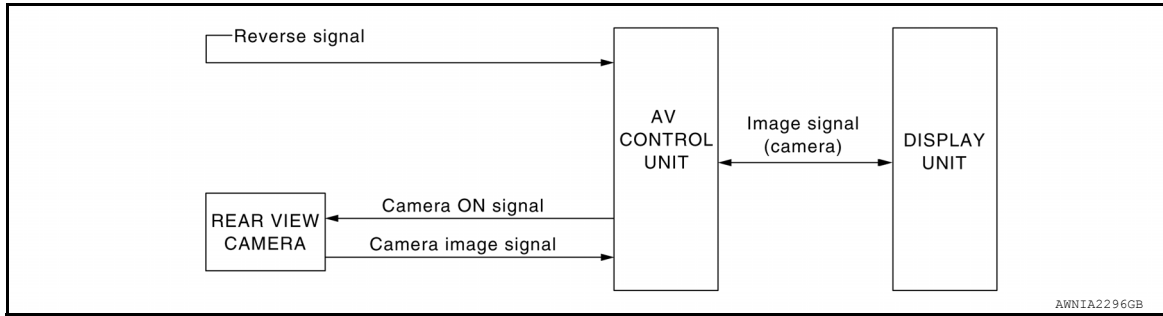 Reverse signal
AV
CONTROL
UNIT
Image signal
(camera)
DISPLAY
UNIT
Camera ON signal
REAR VIEW
CAMERA
Camera image signal
AWNIA2296GB